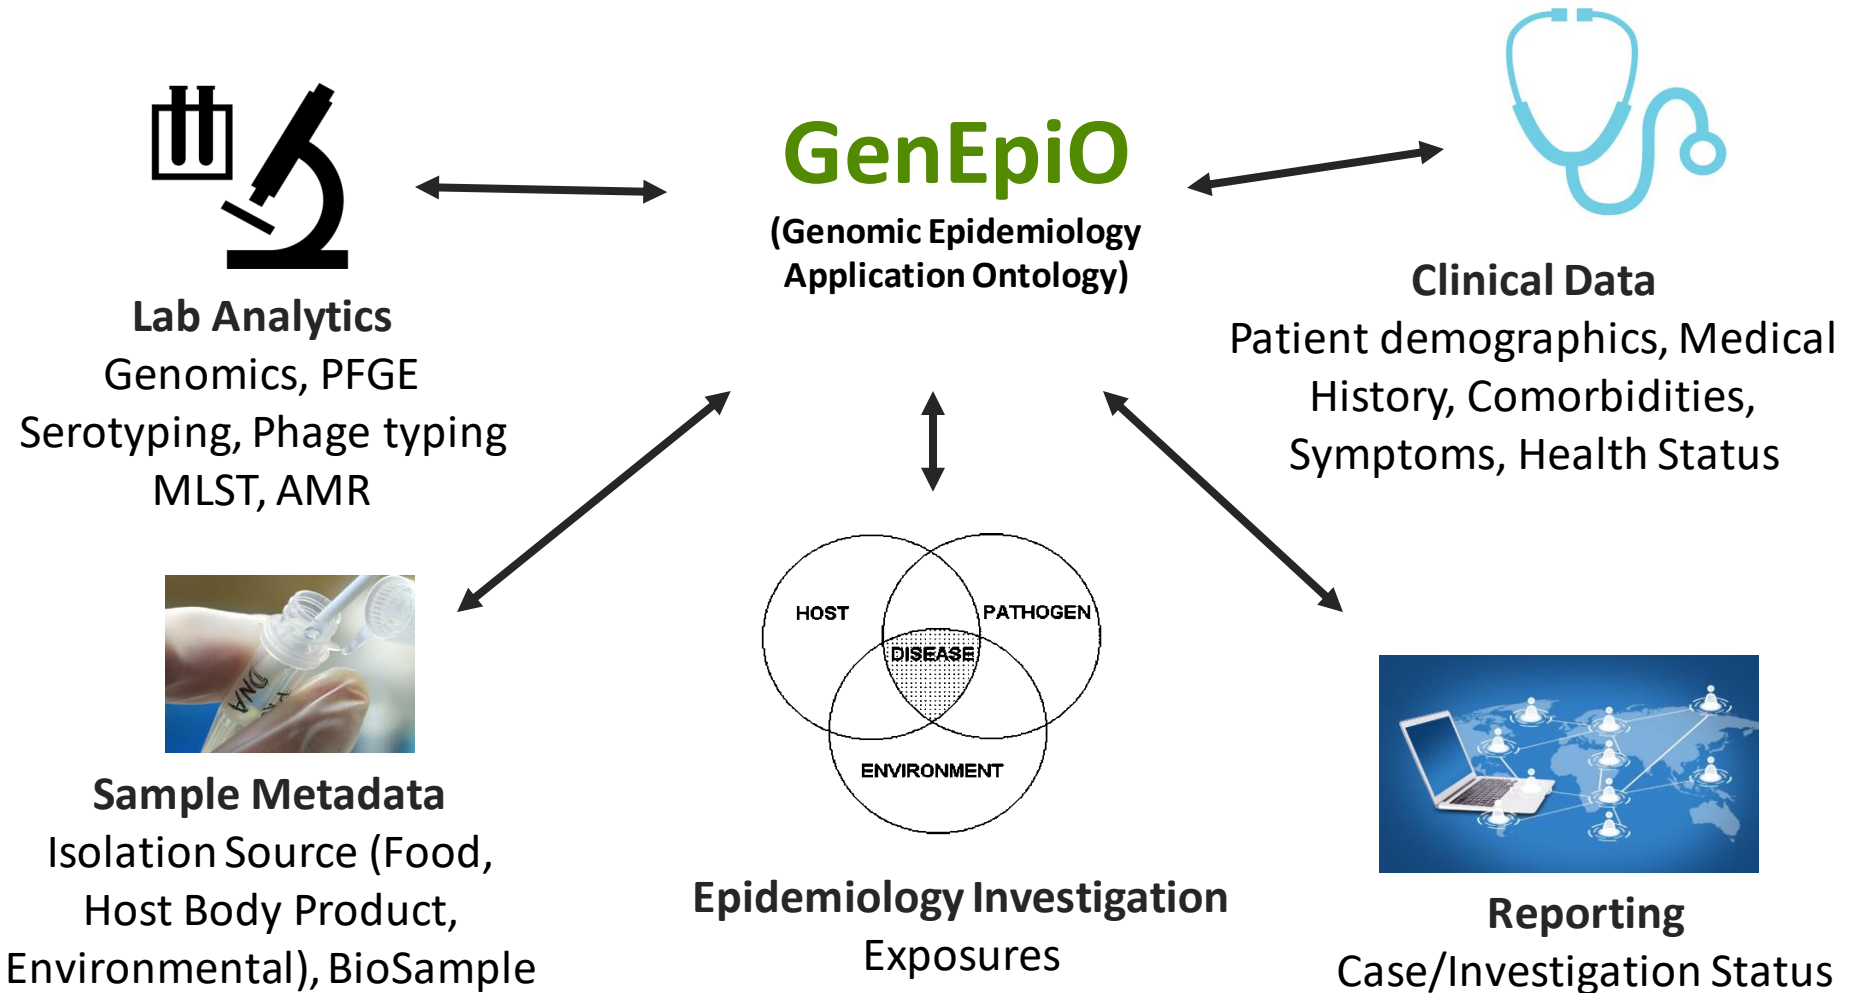 GenEpiO
(Genomic Epidemiology
Application Ontology)
Lab Analytics
Genomics, PFGE
Serotyping, Phage typing
MLST, AMR
Clinical Data
Patient demographics, Medical
History, Comorbidities,
Symptoms, Health Status
DNA
Sample Metadata
Isolation Source (Food,
Host Body Product,
Environmental), BioSample
HOST
PATHOGEN
DISEASE
ENVIRONMENT
Epidemiology Investigation
Exposures
Reporting
Case/Investigation Status